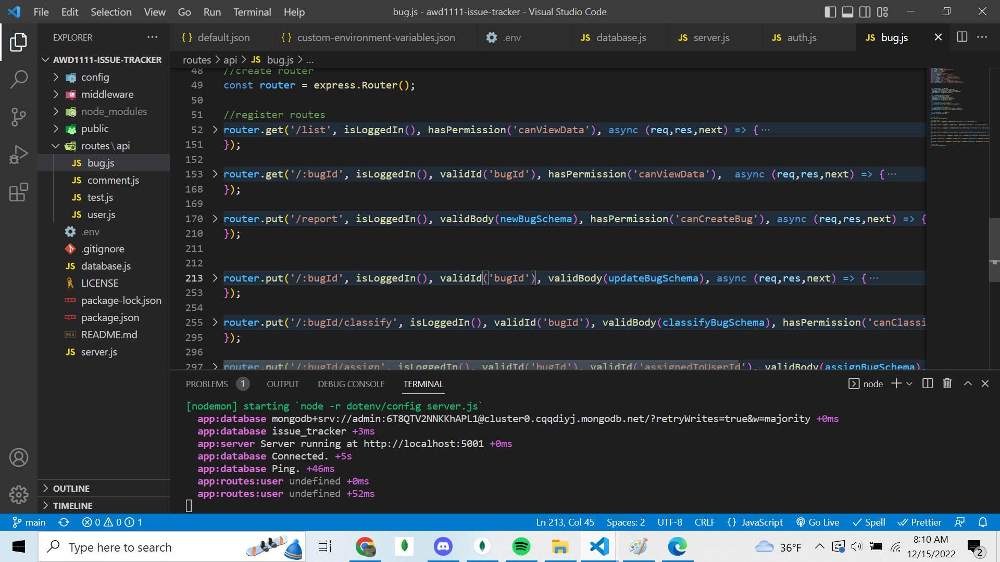 File Edit Selection View Go Run Terminal Help
bug.js - awd1111-issue-tracker - Visual Studio Code
EXPLORER
AWD1111-ISSUE-TRACKER
config
middleware
node_modules
public
routes\api
JS bug.js
JS comment.js
JS test.js
JS user.js
.env
.gitignore
JS database.js
LICENSE
package-lock.json
package.json
README.md
JS server.js
OUTLINE
TIMELINE
{} default.json
{} custom-environment-variables.json
.env
JS database.js
JS server.js
JS auth.js
JS bug.js
routes > api > JS bug.js > ...
48 //create router
49 const router = express.Router();
50
51 //register routes
52 router.get('/list', isLoggedIn(), hasPermission('canViewData'), async (req,res,next) => {···
151 });
152
153 router.get('/:bugId', isLoggedIn(), validId('bugId'), hasPermission('canViewData'),  async (req,res,next) => {···
168 });
169
170 router.put('/report', isLoggedIn(), validBody(newBugSchema), hasPermission('canCreateBug'), async (req,res,next) => {
210 });
211
212
213 router.put('/:bugId', isLoggedIn(), validId('bugId'), validBody(updateBugSchema), async (req,res,next) => {···
253 });
254
255 router.put('/:bugId/classify', isLoggedIn(), validId('bugId'), validBody(classifyBugSchema), hasPermission('canClassi
295 });
296
297 router.put('/:bugId/assign', isLoggedIn(), validId('bugId'), validId('assignedToUserId'), validBody(assignBugSchema),
PROBLEMS 1 OUTPUT DEBUG CONSOLE TERMINAL
node
[nodemon] starting `node -r dotenv/config server.js`
app:database mongodb+srv://admin:6T8QTV2NNKKhAPL1@cluster0.cqqdiyj.mongodb.net/?retryWrites=true&w=majority +0ms
app:database issue_tracker +3ms
app:server Server running at http://localhost:5001 +0ms
app:database Connected. +5s
app:database Ping. +46ms
app:routes:user undefined +0ms
app:routes:user undefined +52ms
main 0 0 1
Ln 213, Col 45 Spaces: 2 UTF-8 CRLF {} JavaScript Go Live Spell Prettier
Type here to search
36°F
8:10 AM
12/15/2022
2